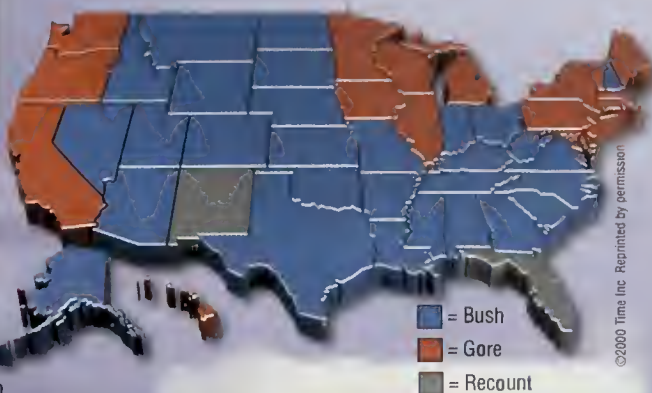 = Bush
= Gore
= Recount
©2000 Time Inc Reprinted by permission